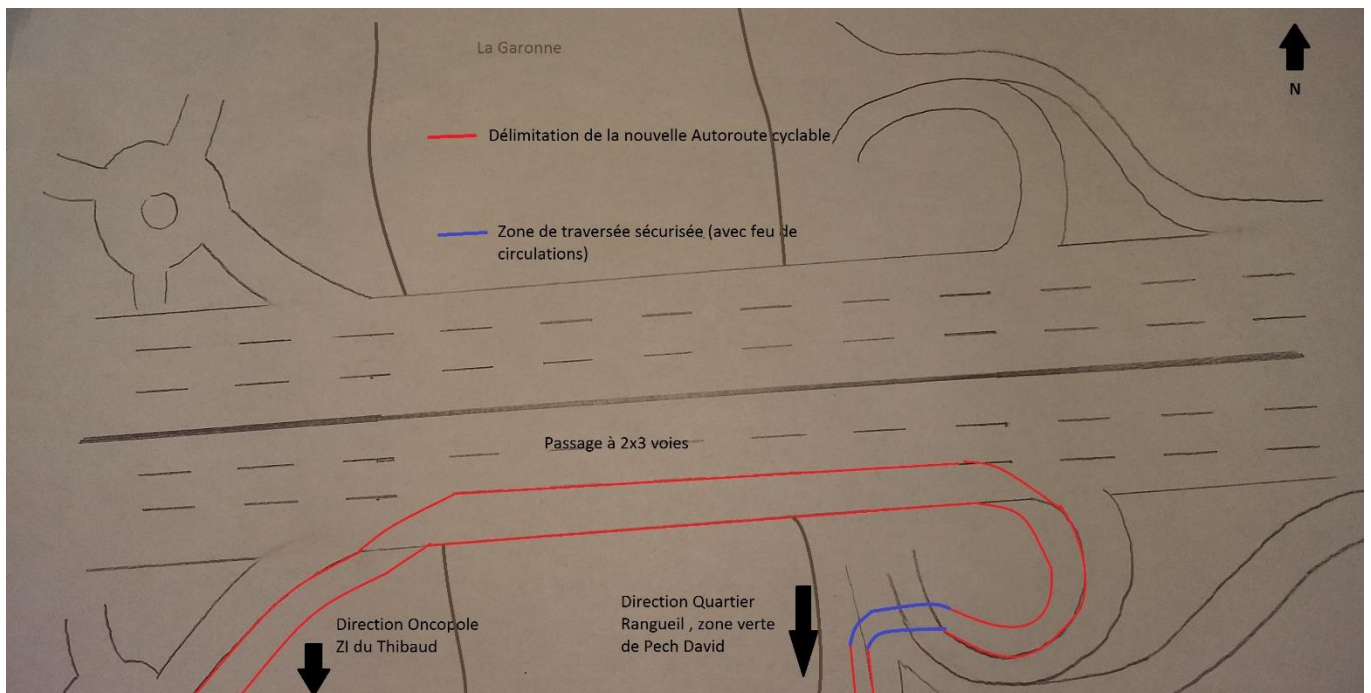 La Garonne
N
Délimitation de la nouvelle Autoroute cyclable
Zone de traversée sécurisée (avec feu de
circulations)
Passage à 2x3 voies
Direction Oncopole
ZI du Thibaud
Direction Quartier
Rangueil , zone verte
de Pech David